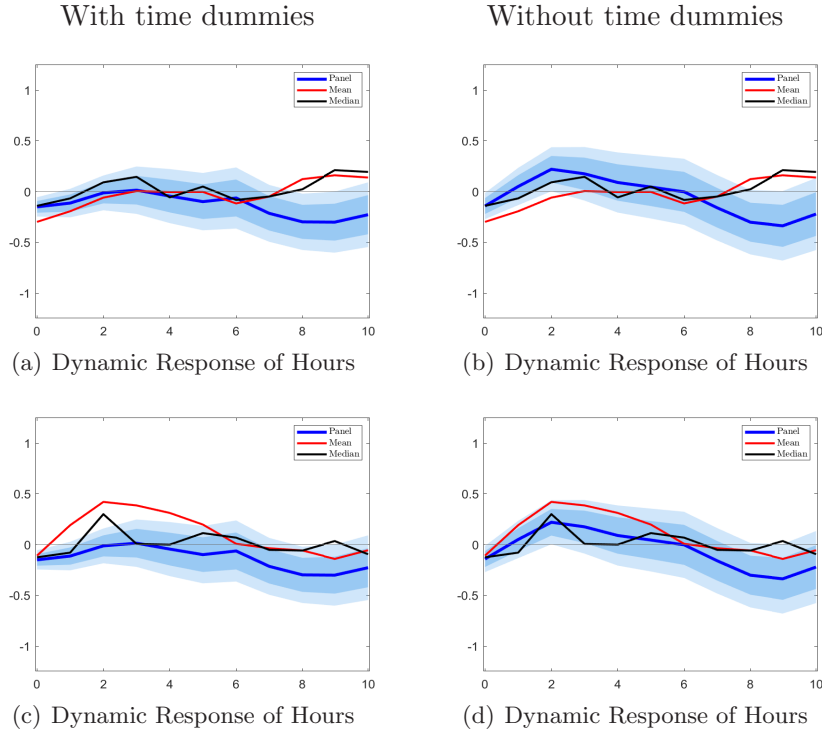 With time dummies
Without time dummies
Panel
Mean
Median
1
0.5
0
-0.5
-1
0 2 4 6 8 10
(a) Dynamic Response of Hours
Panel
Mean
Median
1
0.5
0
-0.5
-1
0 2 4 6 8 10
(b) Dynamic Response of Hours
Panel
Mean
Median
1
0.5
0
-0.5
-1
0 2 4 6 8 10
(c) Dynamic Response of Hours
Panel
Mean
Median
1
0.5
0
-0.5
-1
0 2 4 6 8 10
(d) Dynamic Response of Hours